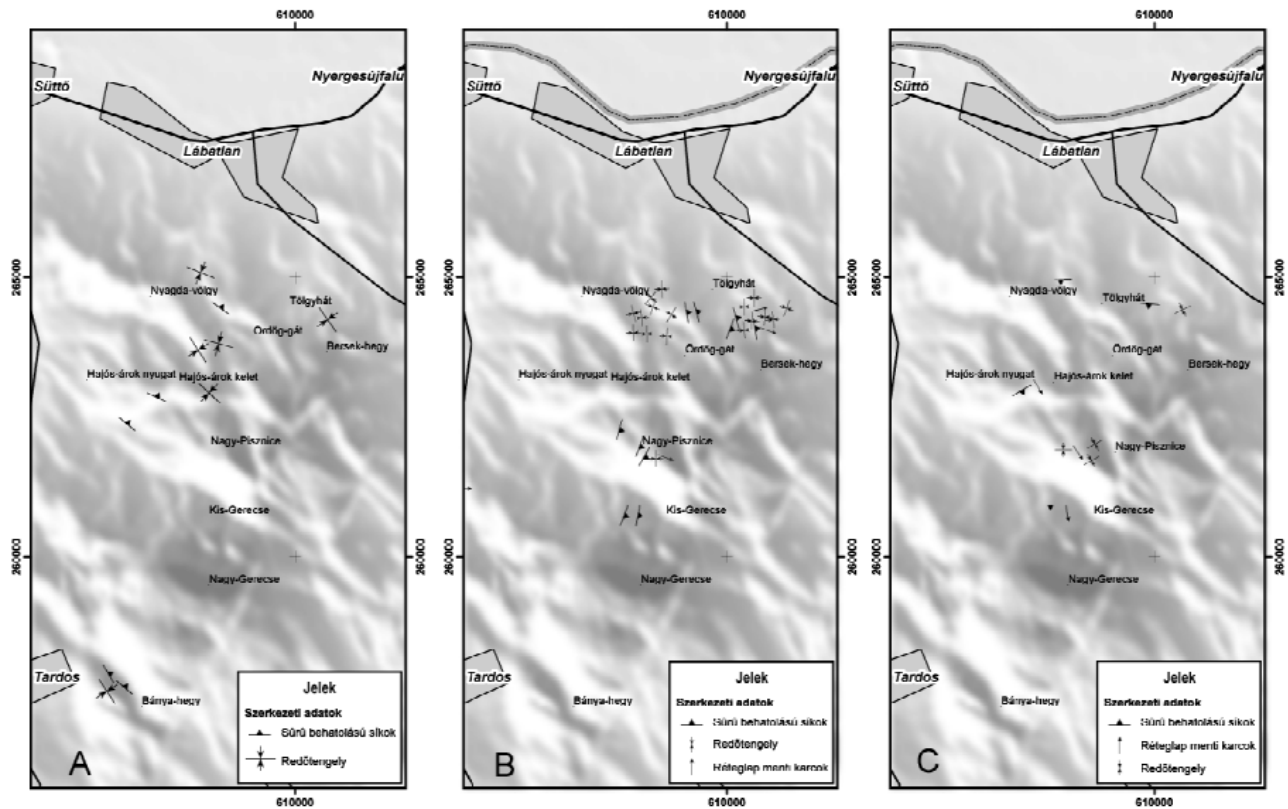 610000
610000
610000
Süttő
Nyergesújfalu
Lábatlan
265000
265000
Nyagda-völgy
Tölgyhát
Ördög-gát
Bersek-hegy
Hajós-árok nyugat
Hajós-árok kelet
Nagy-Pisznice
Kis-Gerecse
260000
260000
Nagy-Gerecse
Tardos
Bánya-hegy
Jelek
Szerkezeti adatok
Sűrű behatolású síkok
Redőtengely
A
610000
Süttő
Nyergesújfalu
Lábatlan
265000
Nyagda-völgy
Tölgyhát
Ördög-gát
Bersek-hegy
Hajós-árok nyugat
Hajós-árok kelet
Nagy-Pisznice
Kis-Gerecse
260000
Nagy-Gerecse
Tardos
Bánya-hegy
Jelek
Szerkezeti adatok
Sűrű behatolású síkok
Redőtengely
Réteglap menti karcok
B
610000
Süttő
Nyergesújfalu
Lábatlan
265000
Nyagda-völgy
Tölgyhát
Ördög-gát
Bersek-hegy
Hajós-árok nyugat
Hajós-árok kelet
Nagy-Pisznice
Kis-Gerecse
260000
Nagy-Gerecse
Tardos
Bánya-hegy
Jelek
Szerkezeti adatok
Sűrű behatolású síkok
Réteglap menti karcok
Redőtengely
C
610000